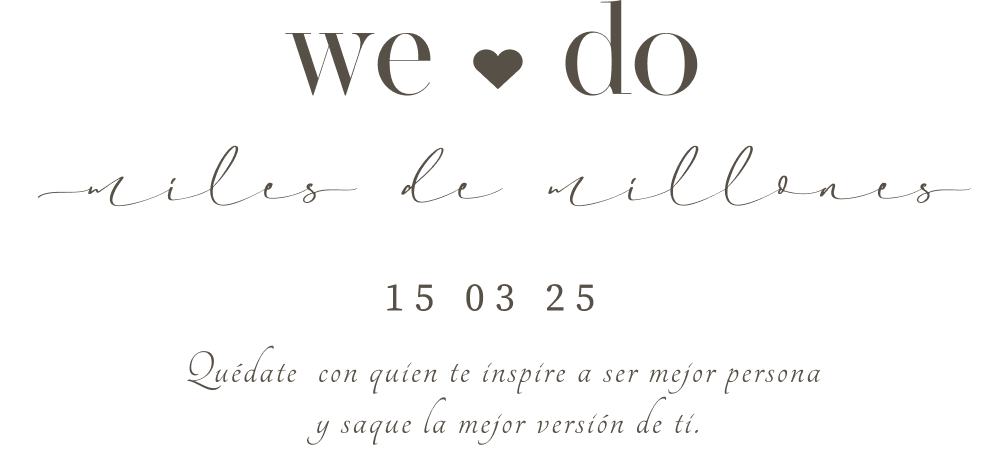 we ♥ do
miles de millones
15 03 25
Quédate con quien te inspire a ser mejor persona
y saque la mejor versión de tí.